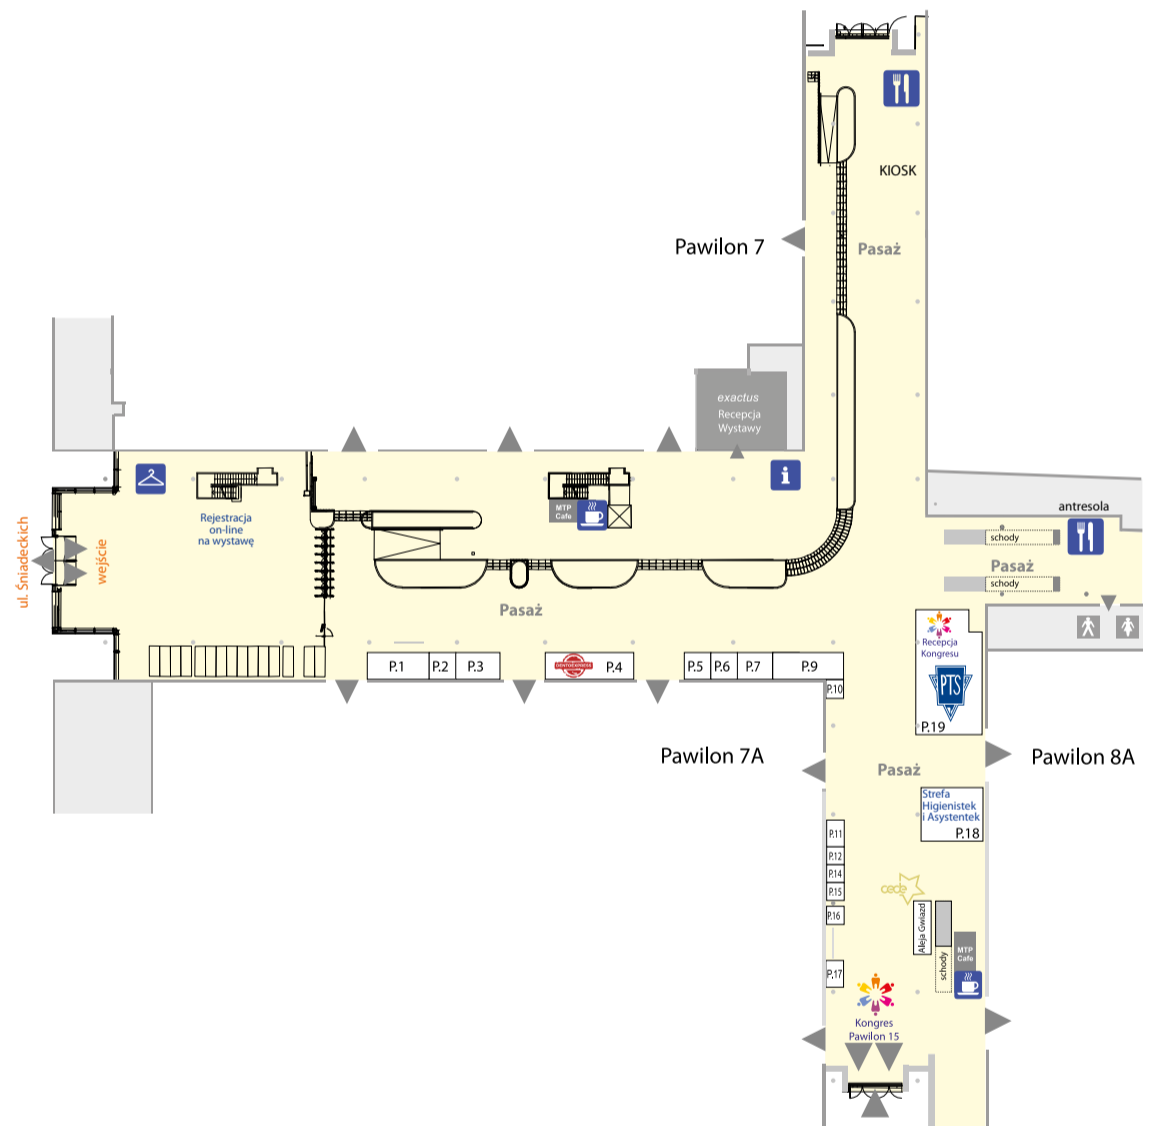 KIOSK
Pawilon 7
Pasaż
exactus
Recepcja
Wystawy
i
MTP
Cafe
Rejestracja
on-line
na wystawę
ul. Śniadeckich
wejście
Pasaż
antresola
schody
Pasaż
schody
P.1
P.2
P.3
DENTOEXPRESS
P.4
P.5
P.6
P.7
P.9
P.10
Recepcja
Kongresu
PTS
P.19
Pawilon 7A
Pasaż
Pawilon 8A
Strefa
Higienistek
i Asystentek
P.18
P.11
P.12
P.14
P.15
P.16
P.17
cede
Aleja Gwiazd
schody
MTP
Cafe
Kongres
Pawilon 15